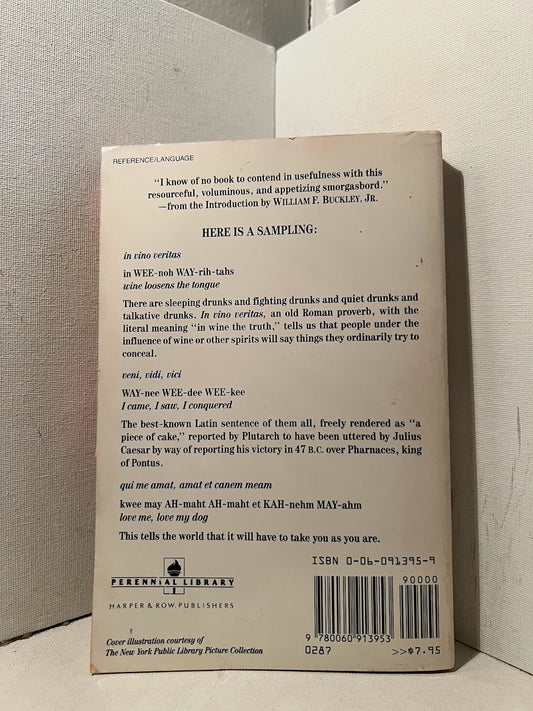 REFERENCE/LANGUAGE
"I know of no book to contend in usefulness with this
resourceful, voluminous, and appetizing smorgasbord."
—from the Introduction by WILLIAM F. BUCKLEY, JR.
HERE IS A SAMPLING:
in vino veritas
in WEE-noh WAY-rih-tahs
wine loosens the tongue
There are sleeping drunks and fighting drunks and quiet drunks and
talkative drunks. In vino veritas, an old Roman proverb, with the
literal meaning "in wine the truth," tells us that people under the
influence of wine or other spirits will say things they ordinarily try to
conceal.
veni, vidi, vici
WAY-nee WEE-dee WEE-kee
I came, I saw, I conquered
The best-known Latin sentence of them all, freely rendered as "a
piece of cake," reported by Plutarch to have been uttered by Julius
Caesar by way of reporting his victory in 47 B.C. over Pharnaces, king
of Pontus.
qui me amat, amat et canem meam
kwee may AH-maht AH-maht et KAH-nehm MAY-ahm
love me, love my dog
This tells the world that it will have to take you as you are.
ISBN 0-06-091395-9
90000
PERENNIAL LIBRARY
HARPER & ROW, PUBLISHERS
9 780060 913953
Cover illustration courtesy of
The New York Public Library Picture Collection
0287 >>$7.95